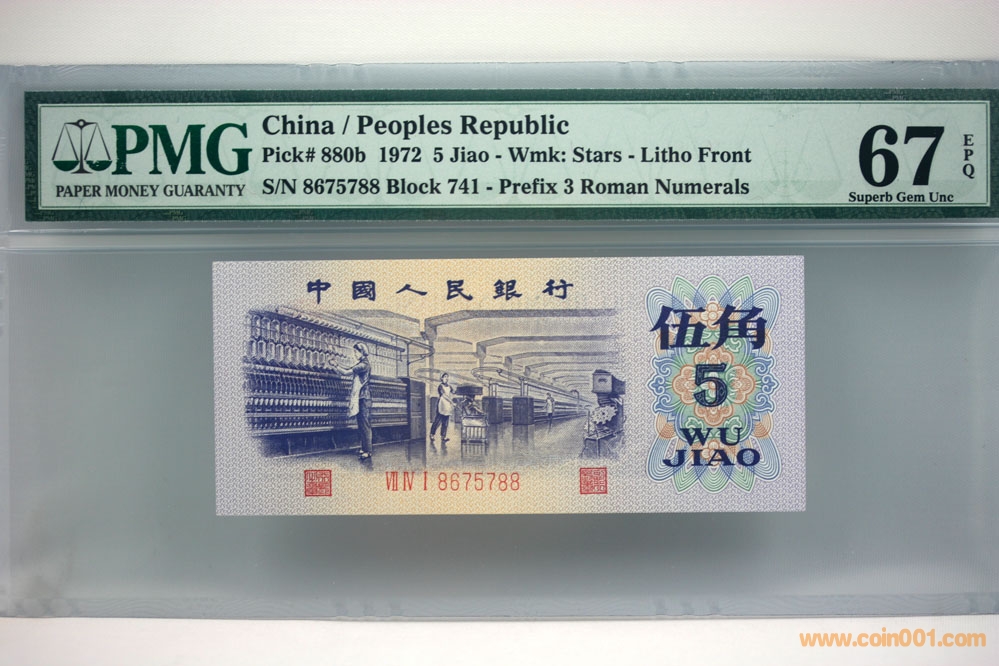 PMG
PAPER MONEY GUARANTY
China / Peoples Republic
Pick# 880b 1972 5 Jiao - Wmk: Stars - Litho Front
S/N 8675788 Block 741 - Prefix 3 Roman Numerals
67
EPQ
Superb Gem Unc
中國人民銀行
伍角
5
WU
JIAO
VII IV I 8675788
www.coin001.com